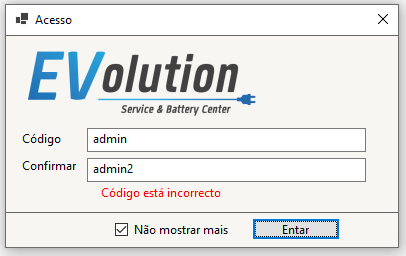 Acesso
EVolution
Service & Battery Center
Código admin
Confirmar admin2
Código está incorrecto
Não mostrar mais Entar